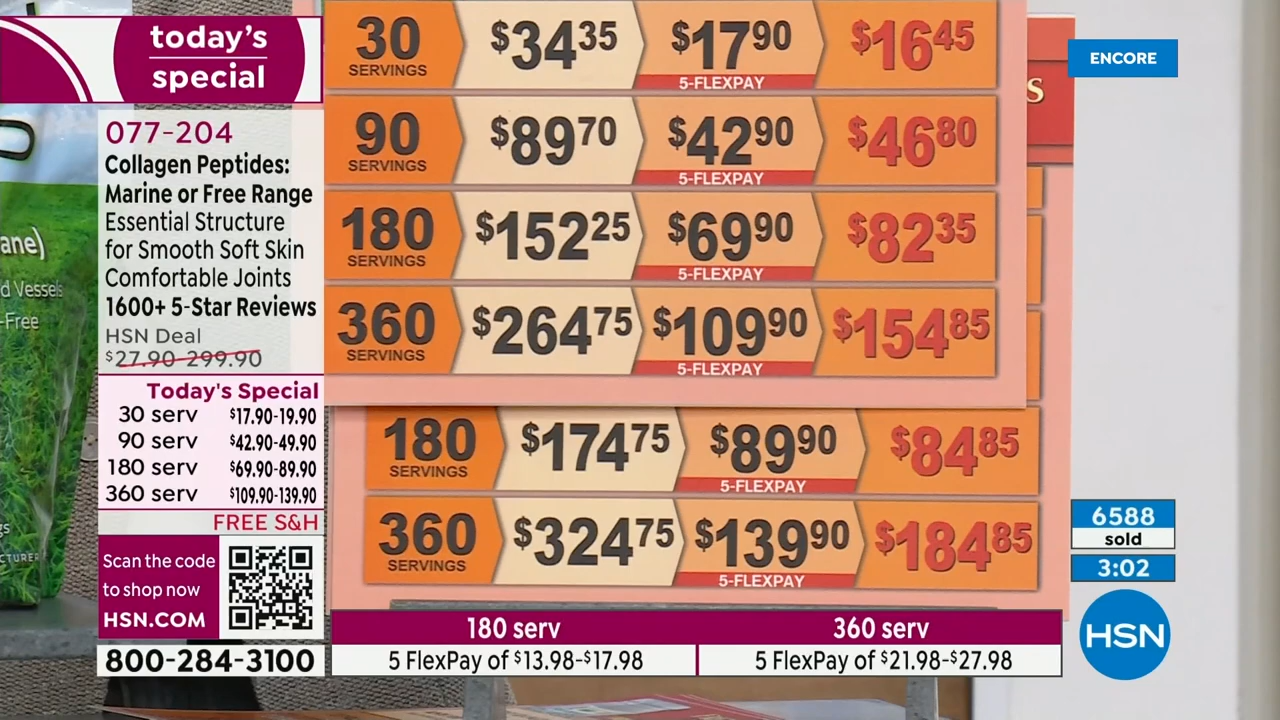 today's
special
077-204
Collagen Peptides:
Marine or Free Range
Essential Structure
for Smooth Soft Skin
Comfortable Joints
1600+ 5-Star Reviews
HSN Deal
$27.90-299.90
Today's Special
30 serv $17.90-19.90
90 serv $42.90-49.90
180 serv $69.90-89.90
360 serv $109.90-139.90
FREE S&H
Scan the code
to shop now
HSN.COM
800-284-3100
ane)
d Vessels
-Free
gs
CTURER
30 SERVINGS $34.35 $17.90 5-FLEXPAY $16.45
90 SERVINGS $89.70 $42.90 5-FLEXPAY $46.80
180 SERVINGS $152.25 $69.90 5-FLEXPAY $82.35
360 SERVINGS $264.75 $109.90 5-FLEXPAY $154.85
180 SERVINGS $174.75 $89.90 5-FLEXPAY $84.85
360 SERVINGS $324.75 $139.90 5-FLEXPAY $184.85
S
180 serv 360 serv
5 FlexPay of $13.98-$17.98 5 FlexPay of $21.98-$27.98
ENCORE
6588
sold
3:02
HSN